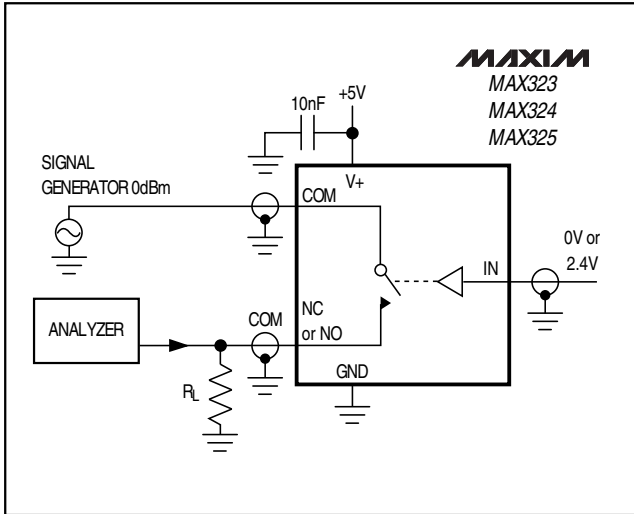 MAXIM
MAX323
MAX324
MAX325
10nF
+5V
SIGNAL
GENERATOR 0dBm
COM
V+
0V or
2.4V
IN
ANALYZER
COM
NC
or NO
RL
GND